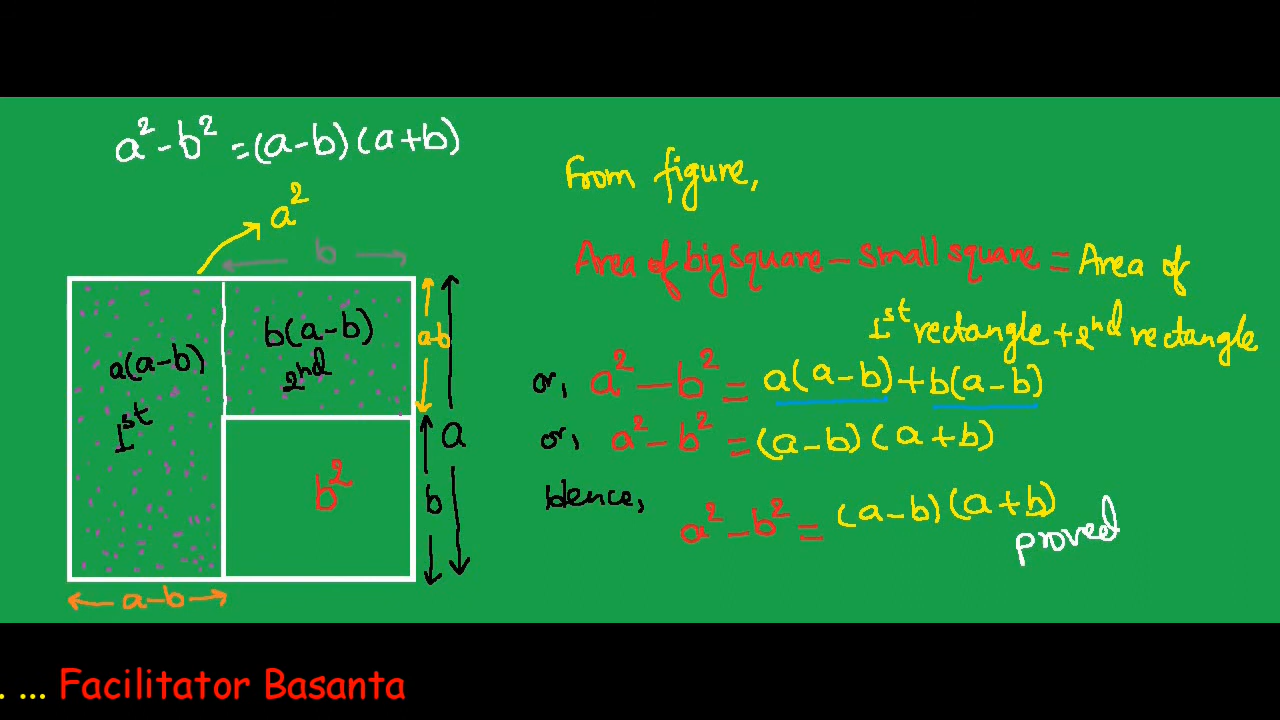 a² - b² = (a-b) (a+b)
a²
b
a(a-b)
1st
b(a-b)
2nd
a-b
a
b²
b
a-b
From figure,
Area of big square - small square = Area of
1st rectangle + 2nd rectangle
or, a² - b² = a(a-b) + b(a-b)
or, a² - b² = (a-b) (a+b)
Hence,
a² - b² = (a-b) (a+b)
proved
. ... Facilitator Basanta